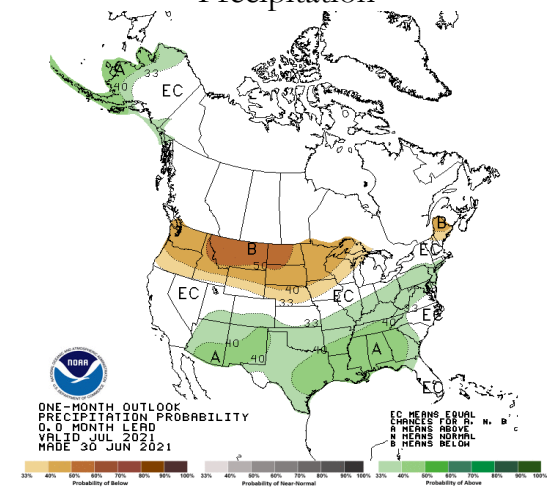 Precipitation
A
33
40
EC
B
50
40
33
B
EC
EC
EC
33
33
EC
40
40
40
40
A
A
EC
NOAA
ONE-MONTH OUTLOOK
PRECIPITATION PROBABILITY
0.0 MONTH LEAD
VALID JUL 2021
MADE 30 JUN 2021
EC MEANS EQUAL
CHANCES FOR A, N, B
A MEANS ABOVE
N MEANS NORMAL
B MEANS BELOW
33% 40% 50% 60% 70% 80% 90% 100%
Probability of Below
33% 40% 50% 60% 70% 80% 90% 100%
Probability of Near-Normal
33% 40% 50% 60% 70% 80% 90% 100%
Probability of Above